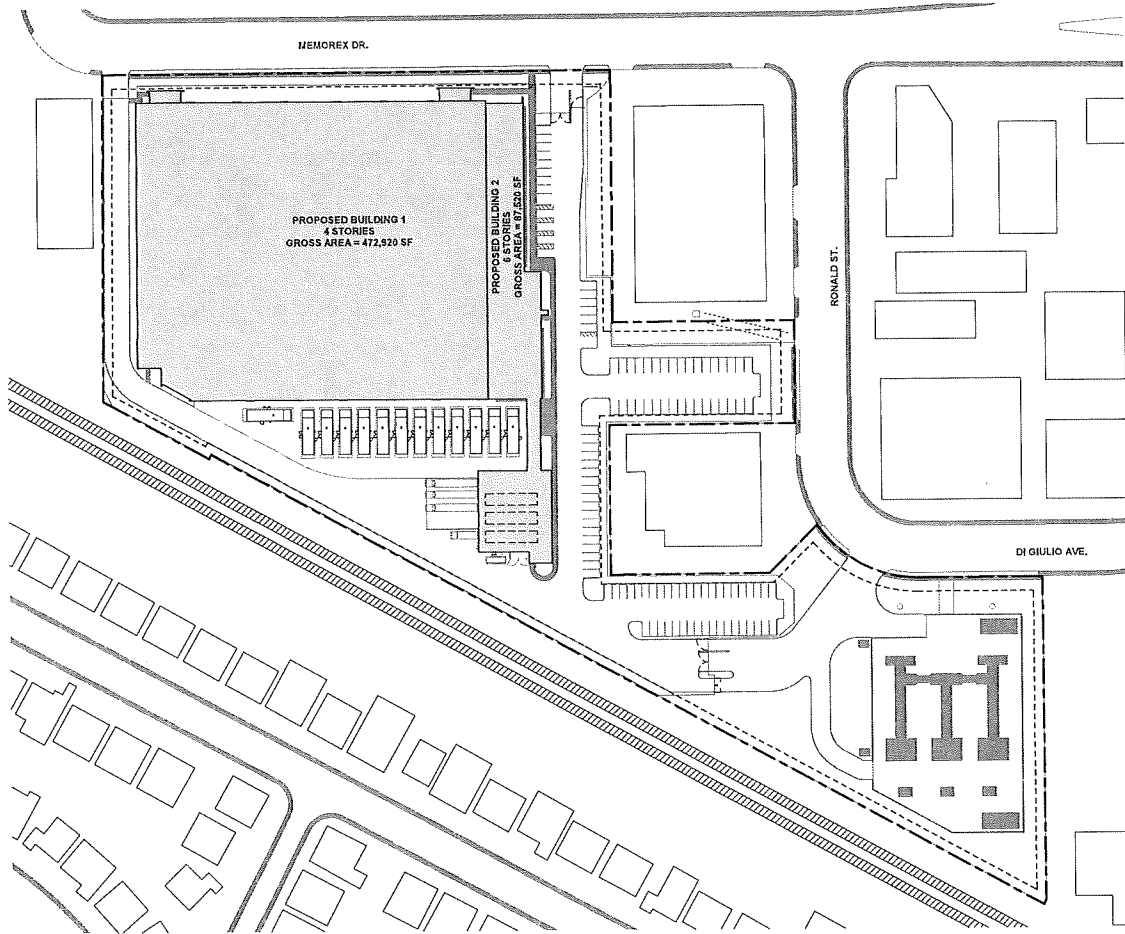 MEMOREX DR.
PROPOSED BUILDING 1
4 STORIES
GROSS AREA = 472,920 SF
PROPOSED BUILDING 2
6 STORIES
GROSS AREA = 87,520 SF
RONALD ST.
DI GIULIO AVE.